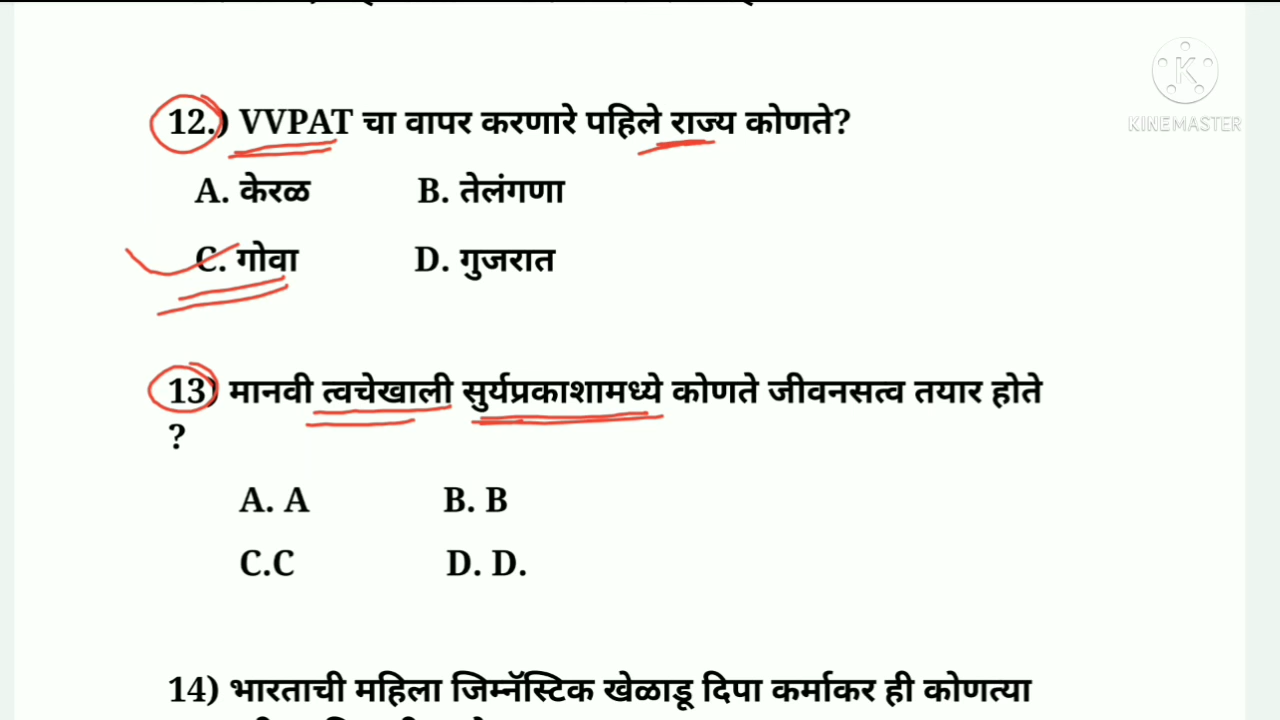 12.) VVPAT चा वापर करणारे पहिले राज्य कोणते?
A. केरळ B. तेलंगणा
C. गोवा D. गुजरात
KINEMASTER
13) मानवी त्वचेखाली सुर्यप्रकाशामध्ये कोणते जीवनसत्व तयार होते
?
A. A B. B
C.C D. D.
14) भारताची महिला जिम्नॅस्टिक खेळाडू दिपा कर्माकर ही कोणत्या